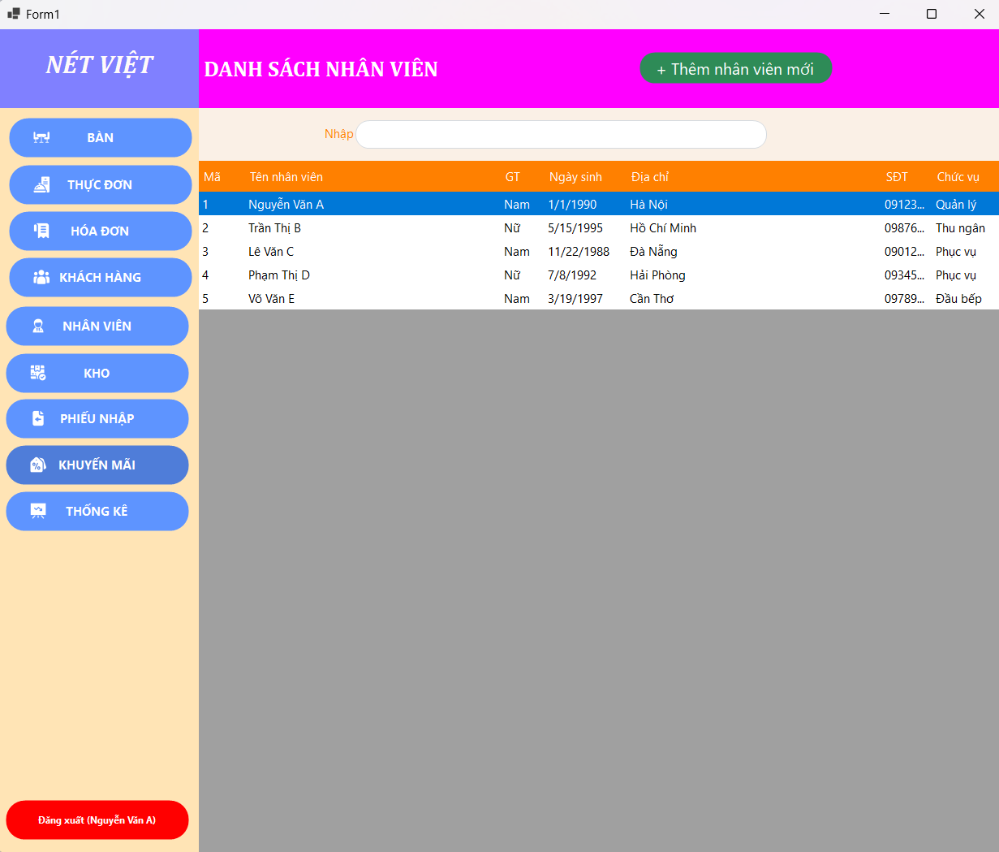 Form1
NÉT VIỆT
DANH SÁCH NHÂN VIÊN
+ Thêm nhân viên mới
BÀN
THỰC ĐƠN
HÓA ĐƠN
KHÁCH HÀNG
NHÂN VIÊN
KHO
PHIẾU NHẬP
KHUYẾN MÃI
THỐNG KÊ
Đăng xuất (Nguyễn Văn A)
Nhập
Mã Tên nhân viên GT Ngày sinh Địa chỉ SĐT Chức vụ
1 Nguyễn Văn A Nam 1/1/1990 Hà Nội 09123... Quản lý
2 Trần Thị B Nữ 5/15/1995 Hồ Chí Minh 09876... Thu ngân
3 Lê Văn C Nam 11/22/1988 Đà Nẵng 09012... Phục vụ
4 Phạm Thị D Nữ 7/8/1992 Hải Phòng 09345... Phục vụ
5 Võ Văn E Nam 3/19/1997 Cần Thơ 09789... Đầu bếp